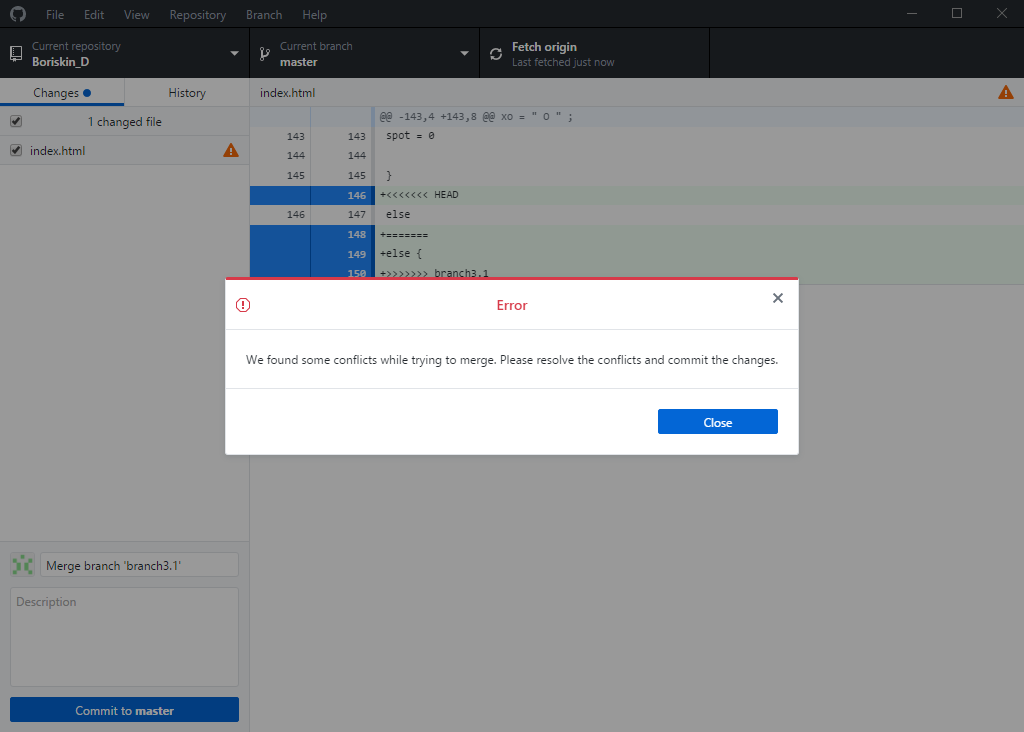 File Edit View Repository Branch Help
Current repository
Boriskin_D
Current branch
master
Fetch origin
Last fetched just now
Changes History
1 changed file
index.html
index.html
@@ -143,4 +143,8 @@ xo = " O " ;
143 143 spot = 0
144 144
145 145 }
146 +<<<<<<< HEAD
146 147 else
148 +=======
149 +else {
150 +>>>>>>> branch3.1
Error
We found some conflicts while trying to merge. Please resolve the conflicts and commit the changes.
Close
Merge branch 'branch3.1'
Description
Commit to master